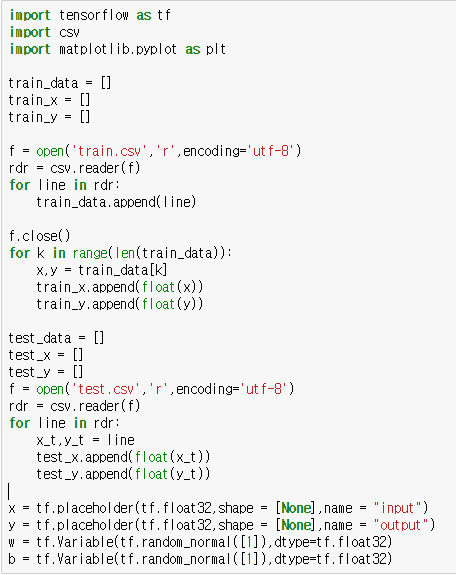 import tensorflow as tf
import csv
import matplotlib.pyplot as plt
train_data = []
train_x = []
train_y = []
f = open('train.csv','r',encoding='utf-8')
rdr = csv.reader(f)
for line in rdr:
train_data.append(line)
f.close()
for k in range(len(train_data)):
x,y = train_data[k]
train_x.append(float(x))
train_y.append(float(y))
test_data = []
test_x = []
test_y = []
f = open('test.csv','r',encoding='utf-8')
rdr = csv.reader(f)
for line in rdr:
x_t,y_t = line
test_x.append(float(x_t))
test_y.append(float(y_t))
x = tf.placeholder(tf.float32,shape = [None],name = "input")
y = tf.placeholder(tf.float32,shape = [None],name = "output")
w = tf.Variable(tf.random_normal([1]),dtype=tf.float32)
b = tf.Variable(tf.random_normal([1]),dtype=tf.float32)